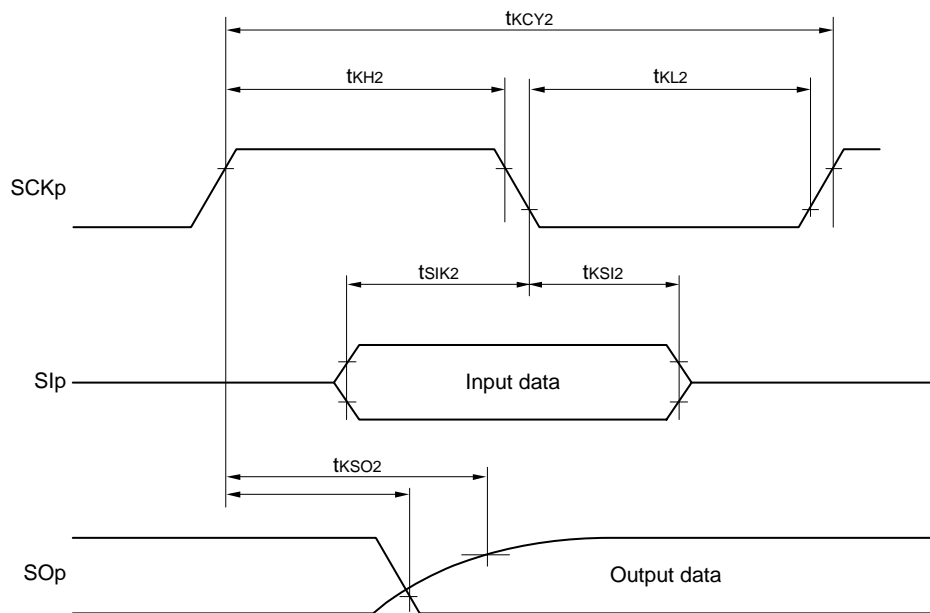 tKCY2
tKH2
tKL2
SCKp
tSIK2
tKSI2
SIp
Input data
tKSO2
SOp
Output data